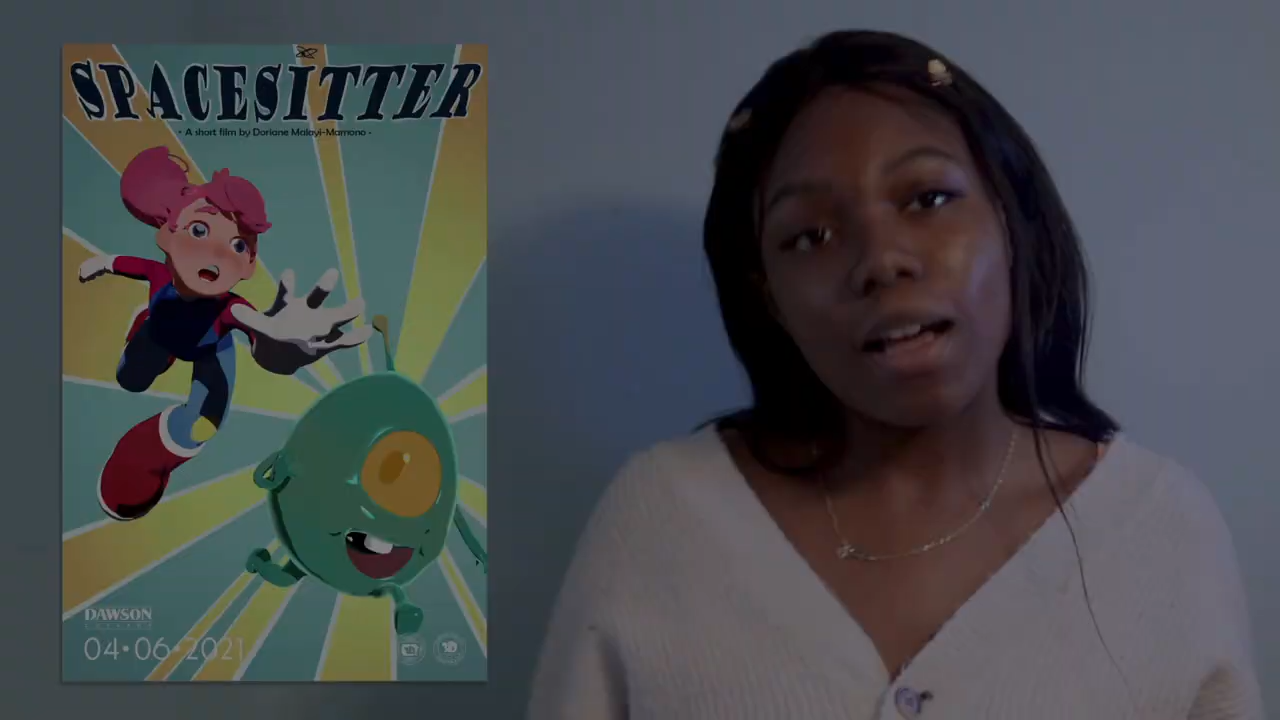 SPACESITTER
• A short film by Doriane Malayi-Mamono •
DAWSON
04•06•2021